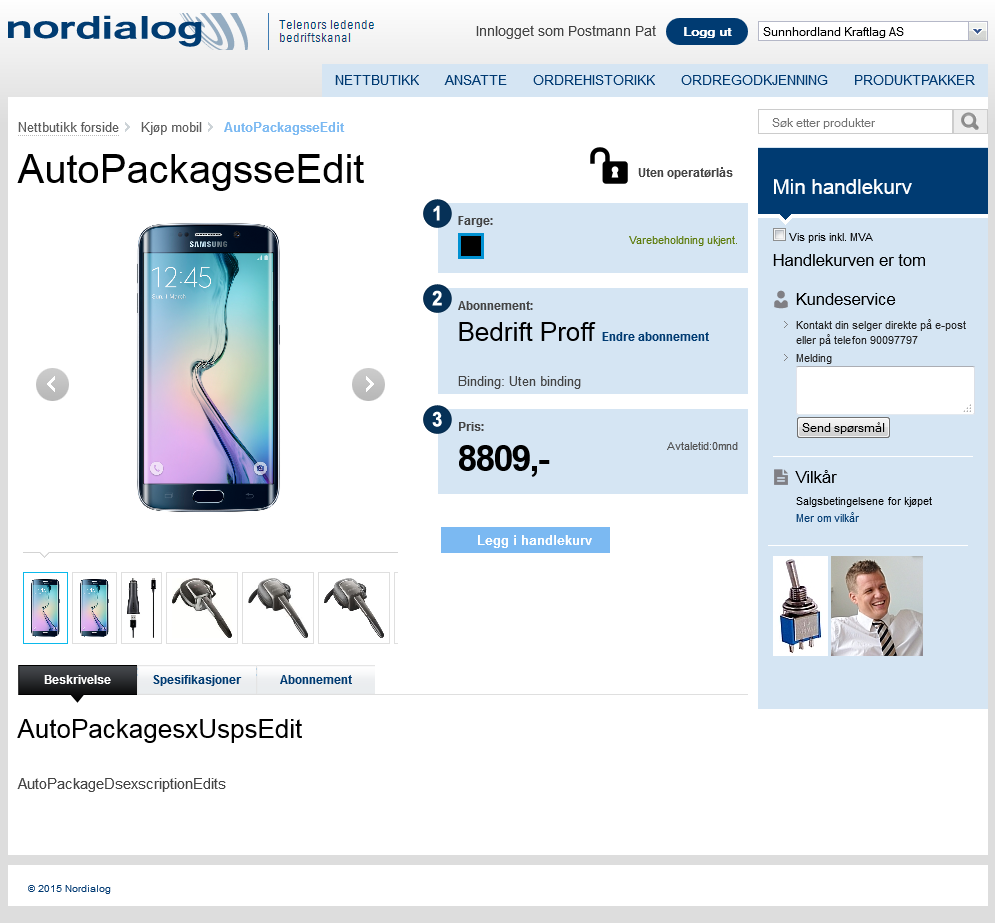 nordialog
Telenors ledende
bedriftskanal
Innlogget som Postmann Pat
Logg ut
Sunnhordland Kraftlag AS
NETTBUTIKK ANSATTE ORDREHISTORIKK ORDREGODKJENNING PRODUKTPAKKER
Nettbutikk forside Kjøp mobil AutoPackagsseEdit
Søk etter produkter
AutoPackagsseEdit
Uten operatørlås
SAMSUNG
12:45
Sun, 1 March
1
Farge:
Varebeholdning ukjent.
2
Abonnement:
Bedrift Proff Endre abonnement
Binding: Uten binding
3
Pris:
8809,-
Avtaletid:0mnd
Legg i handlekurv
Min handlekurv
Vis pris inkl. MVA
Handlekurven er tom
Kundeservice
Kontakt din selger direkte på e-post
eller på telefon 90097797
Melding
Send spørsmål
Vilkår
Salgsbetingelsene for kjøpet
Mer om vilkår
Beskrivelse Spesifikasjoner Abonnement
AutoPackagesxUspsEdit
AutoPackageDsexscriptionEdits
© 2015 Nordialog